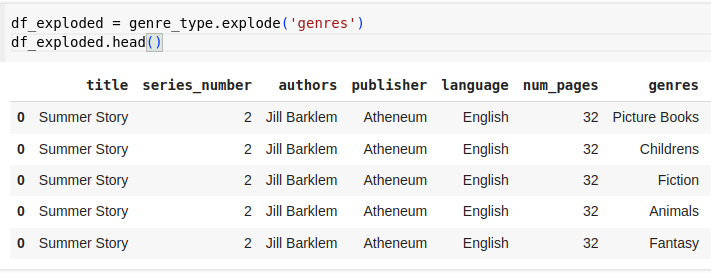 df_exploded = genre_type.explode('genres')
df_exploded.head()
title series_number authors publisher language num_pages genres
0 Summer Story 2 Jill Barklem Atheneum English 32 Picture Books
0 Summer Story 2 Jill Barklem Atheneum English 32 Childrens
0 Summer Story 2 Jill Barklem Atheneum English 32 Fiction
0 Summer Story 2 Jill Barklem Atheneum English 32 Animals
0 Summer Story 2 Jill Barklem Atheneum English 32 Fantasy